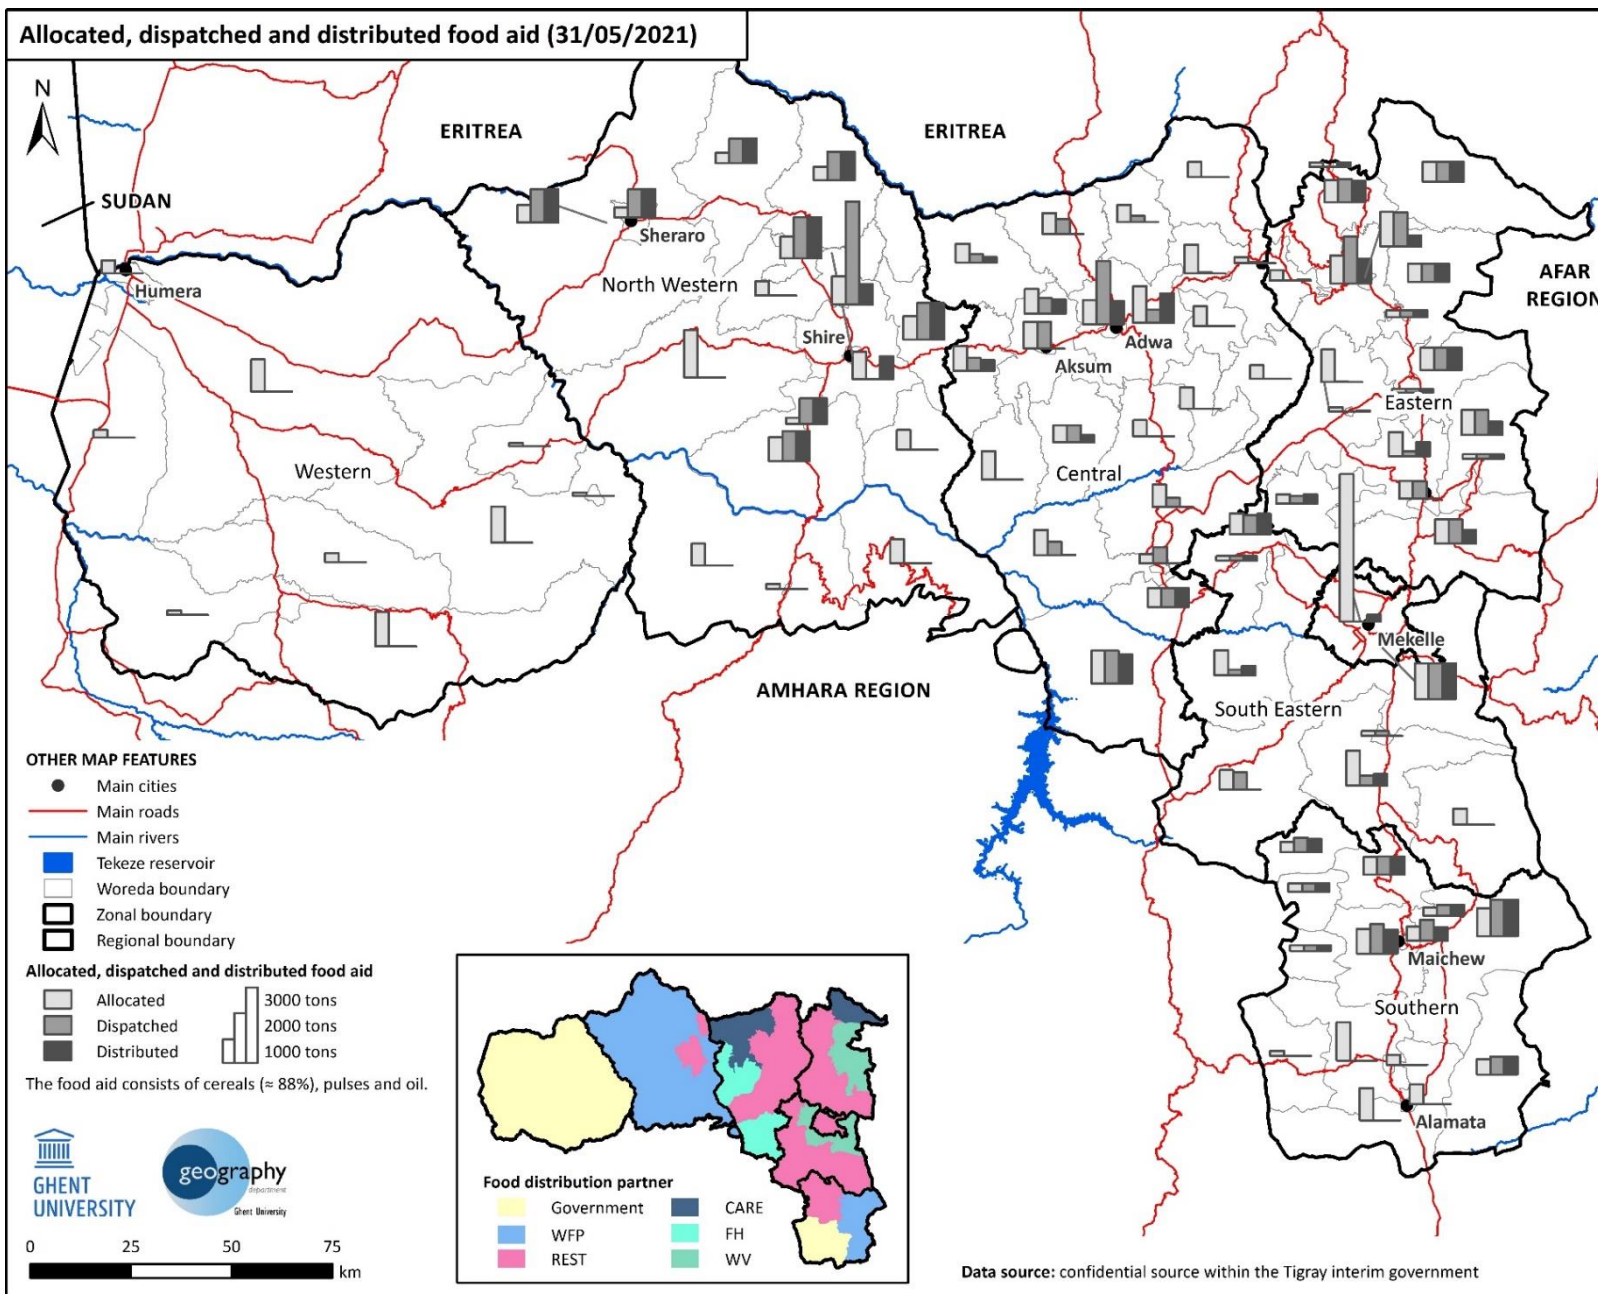 Allocated, dispatched and distributed food aid (31/05/2021)
N
ERITREA
ERITREA
SUDAN
Sheraro
AFAR
REGION
Humera
North Western
Shire
Adwa
Aksum
Eastern
Western
Central
Mekelle
AMHARA REGION
South Eastern
Maichew
Southern
Alamata
OTHER MAP FEATURES
Main cities
Main roads
Main rivers
Tekeze reservoir
Woreda boundary
Zonal boundary
Regional boundary
Allocated, dispatched and distributed food aid
Allocated
Dispatched
Distributed
3000 tons
2000 tons
1000 tons
The food aid consists of cereals (≈ 88%), pulses and oil.
GHENT
UNIVERSITY
geography
department
Ghent University
0 25 50 75
km
Food distribution partner
Government
WFP
REST
CARE
FH
WV
Data source: confidential source within the Tigray interim government